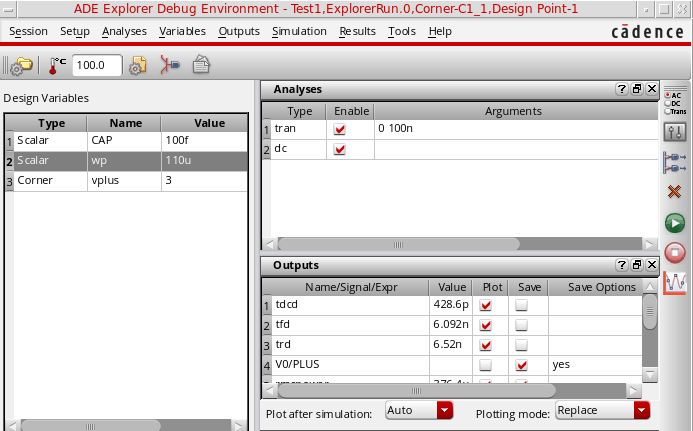 ADE Explorer Debug Environment - Test1,ExplorerRun.0,Corner-C1_1,Design Point-1
Session Setup Analyses Variables Outputs Simulation Results Tools Help
cādence
°C 100.0
Design Variables
Type Name Value
1 Scalar CAP 100f
2 Scalar wp 110u
3 Corner vplus 3
Analyses
Type Enable Arguments
1 tran 0 100n
2 dc
AC
DC
Trans
Outputs
Name/Signal/Expr Value Plot Save Save Options
1 tdcd 428.6p
2 tfd 6.092n
3 trd 6.52n
4 V0/PLUS yes
Plot after simulation: Auto Plotting mode: Replace